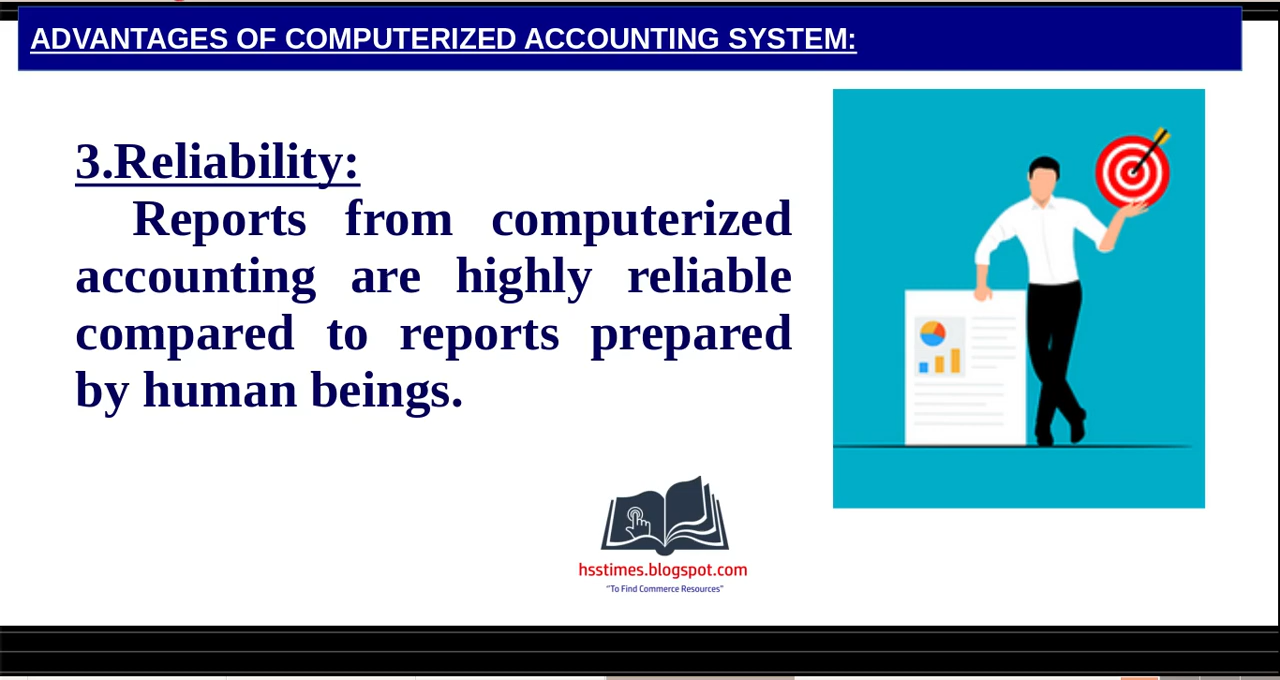 ADVANTAGES OF COMPUTERIZED ACCOUNTING SYSTEM:
3.Reliability:
Reports from computerized
accounting are highly reliable
compared to reports prepared
by human beings.
hsstimes.blogspot.com
"To Find Commerce Resources"